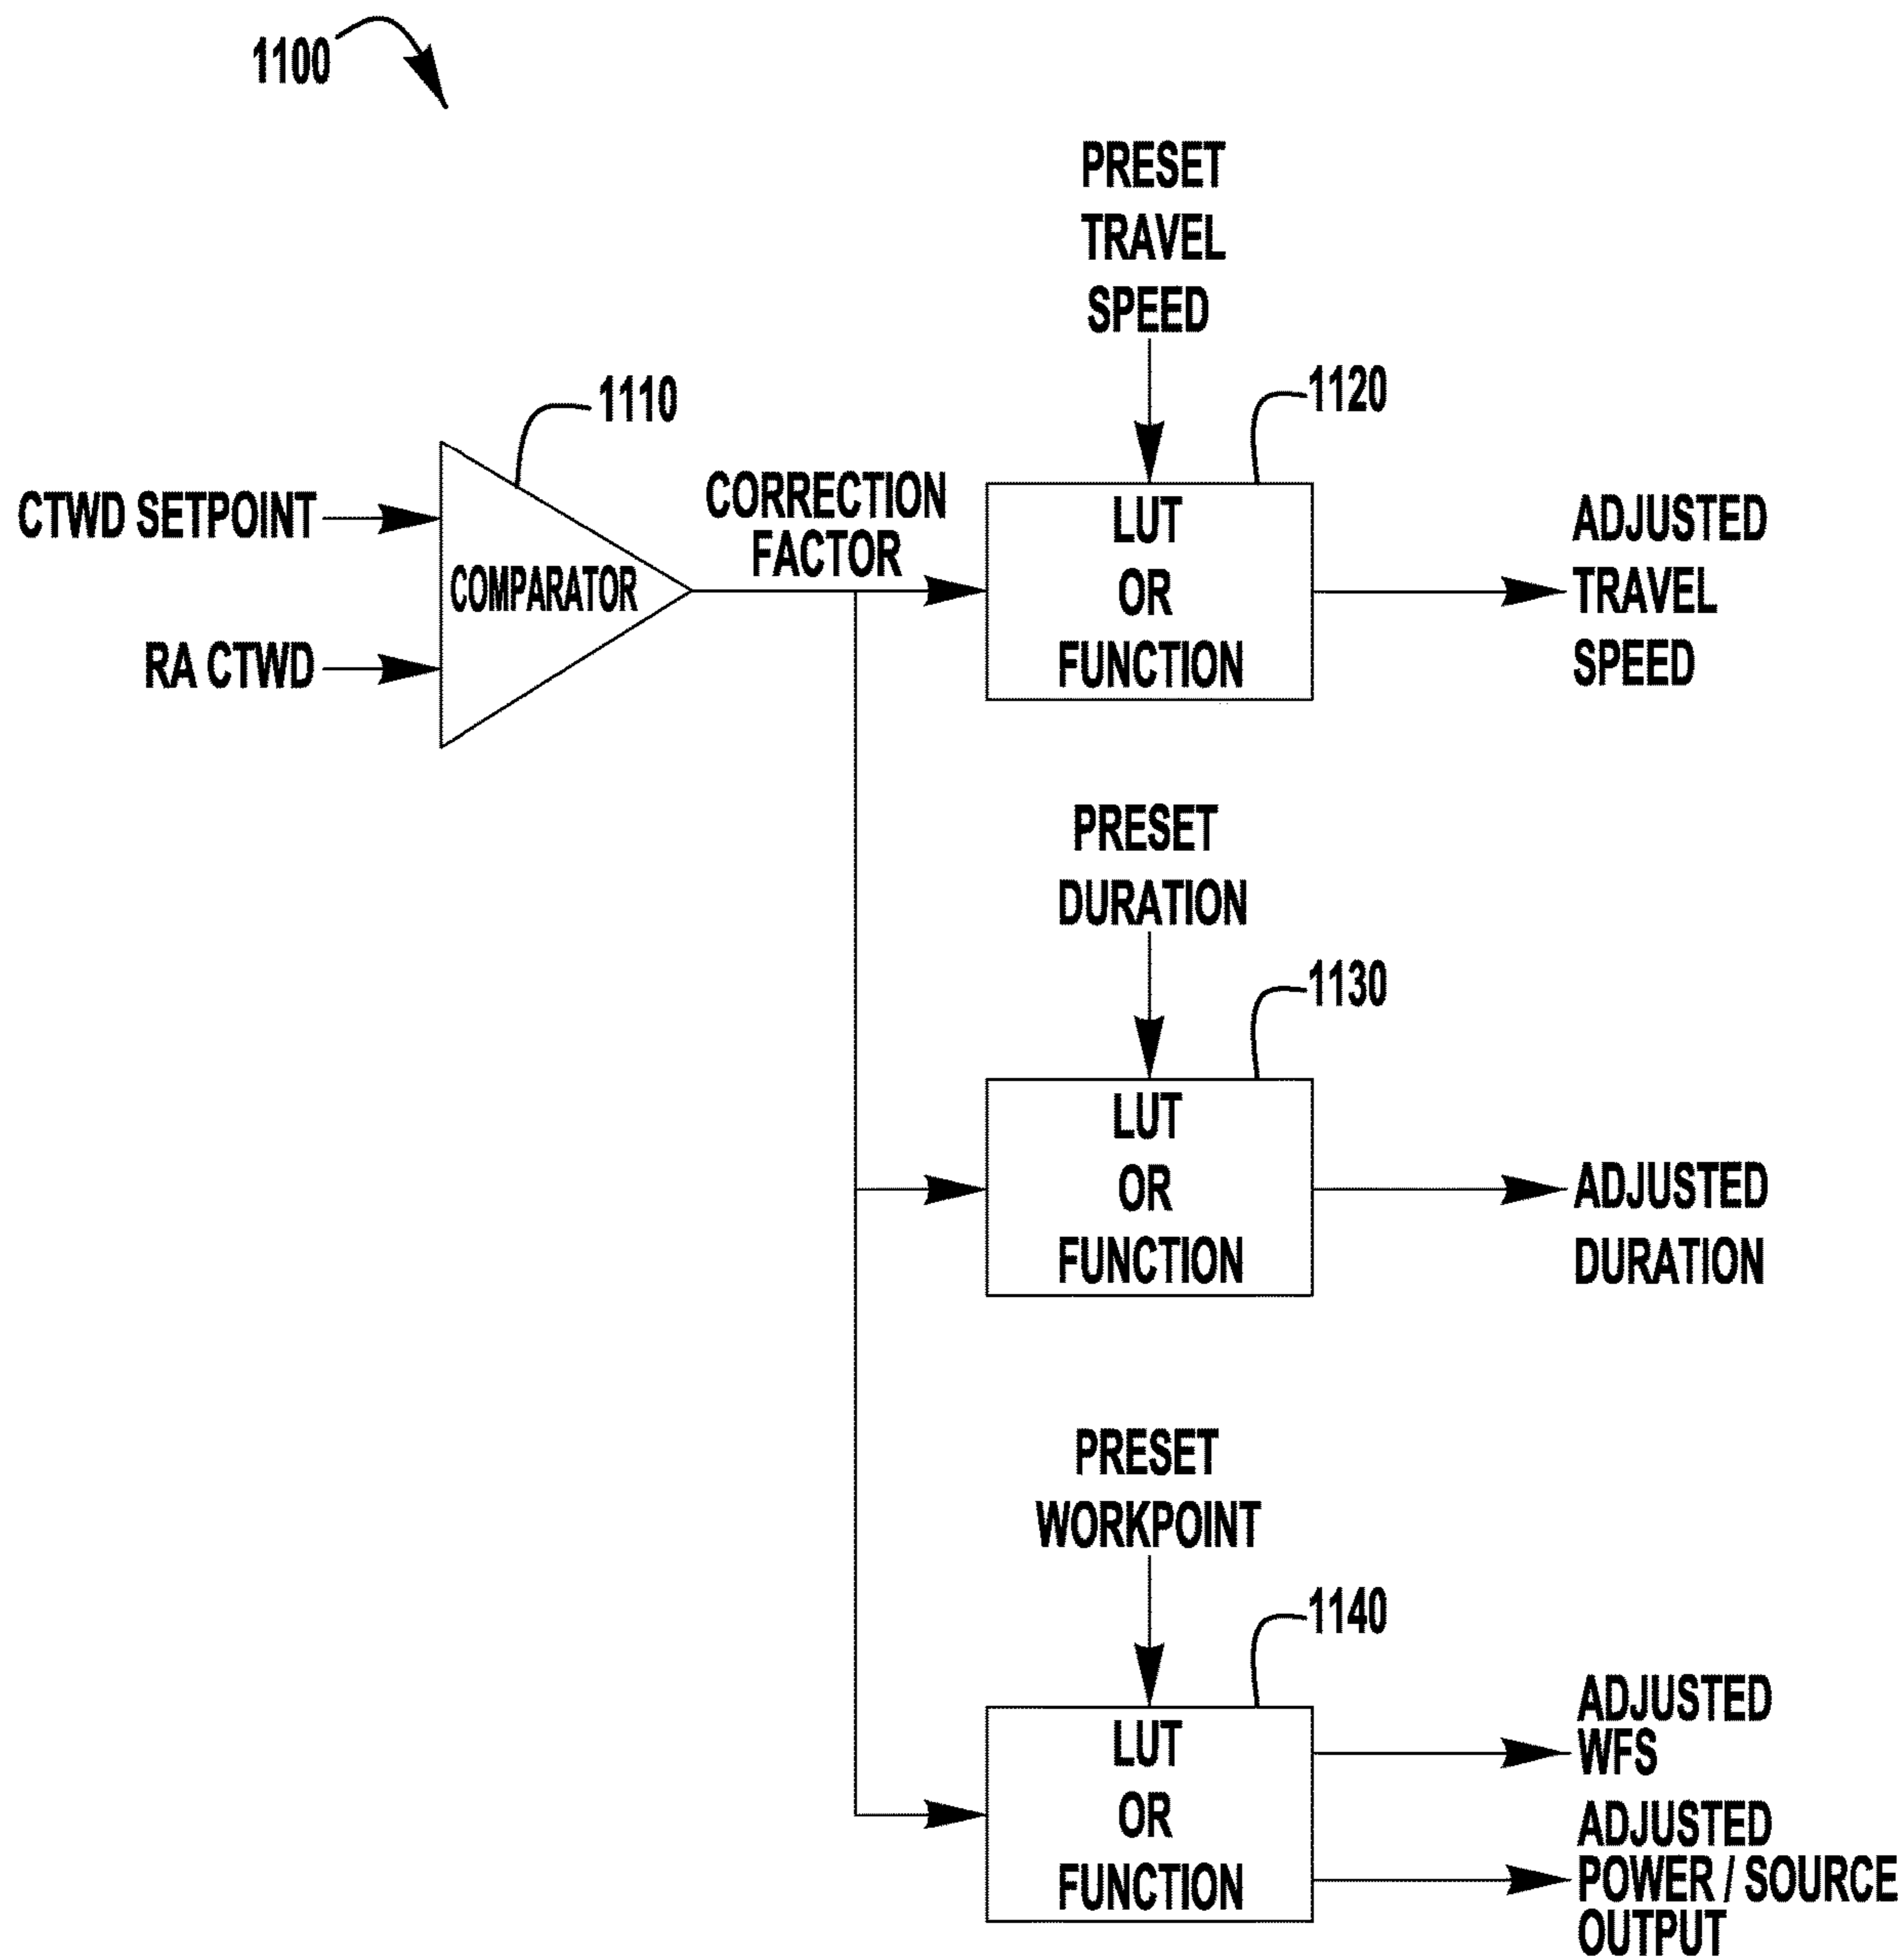 1100
PRESET
TRAVEL
SPEED
1110
1120
CTWD SETPOINT
RA CTWD
COMPARATOR
CORRECTION
FACTOR
LUT
OR
FUNCTION
ADJUSTED
TRAVEL
SPEED
PRESET
DURATION
1130
LUT
OR
FUNCTION
ADJUSTED
DURATION
PRESET
WORKPOINT
1140
LUT
OR
FUNCTION
ADJUSTED
WFS
ADJUSTED
POWER / SOURCE
OUTPUT